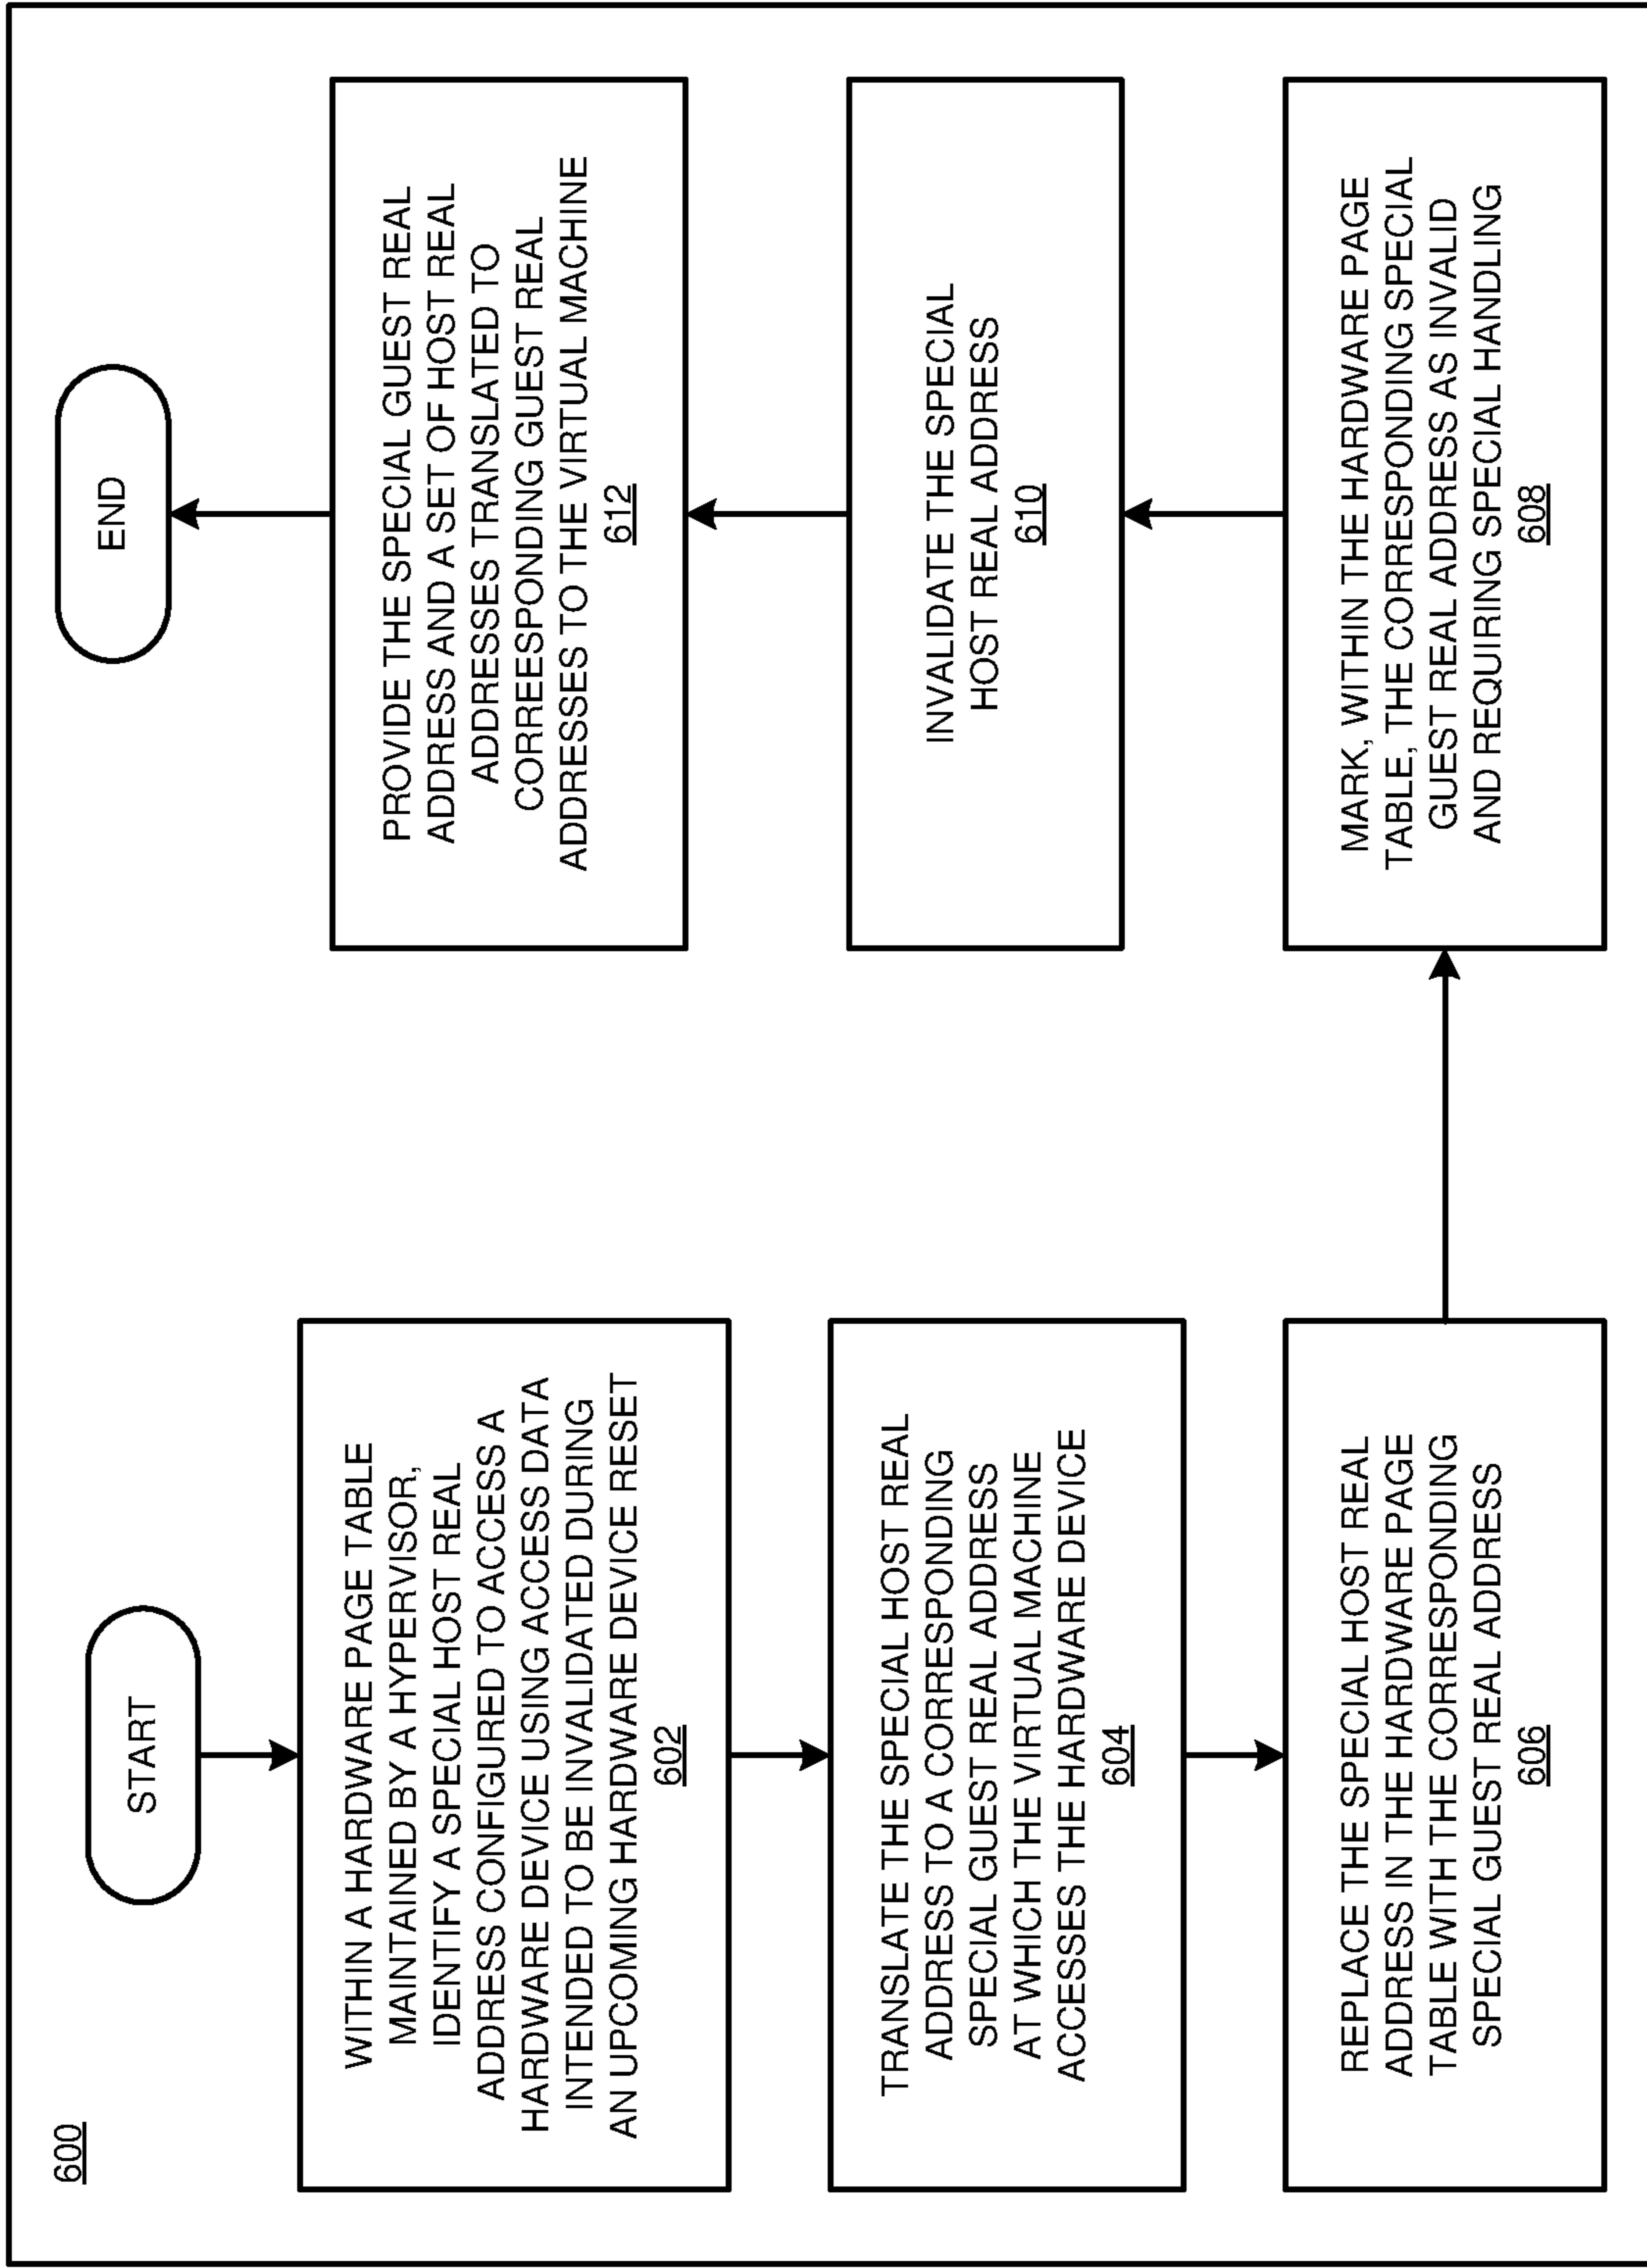 600
START
WITHIN A HARDWARE PAGE TABLE
MAINTAINED BY A HYPERVISOR,
IDENTIFY A SPECIAL HOST REAL
ADDRESS CONFIGURED TO ACCESS A
HARDWARE DEVICE USING ACCESS DATA
INTENDED TO BE INVALIDATED DURING
AN UPCOMING HARDWARE DEVICE RESET
602
TRANSLATE THE SPECIAL HOST REAL
ADDRESS TO A CORRESPONDING
SPECIAL GUEST REAL ADDRESS
AT WHICH THE VIRTUAL MACHINE
ACCESSES THE HARDWARE DEVICE
604
REPLACE THE SPECIAL HOST REAL
ADDRESS IN THE HARDWARE PAGE
TABLE WITH THE CORRESPONDING
SPECIAL GUEST REAL ADDRESS
606
MARK, WITHIN THE HARDWARE PAGE
TABLE, THE CORRESPONDING SPECIAL
GUEST REAL ADDRESS AS INVALID
AND REQUIRING SPECIAL HANDLING
608
INVALIDATE THE SPECIAL
HOST REAL ADDRESS
610
PROVIDE THE SPECIAL GUEST REAL
ADDRESS AND A SET OF HOST REAL
ADDRESSES TRANSLATED TO
CORREESPONDING GUEST REAL
ADDRESSES TO THE VIRTUAL MACHINE
612
END